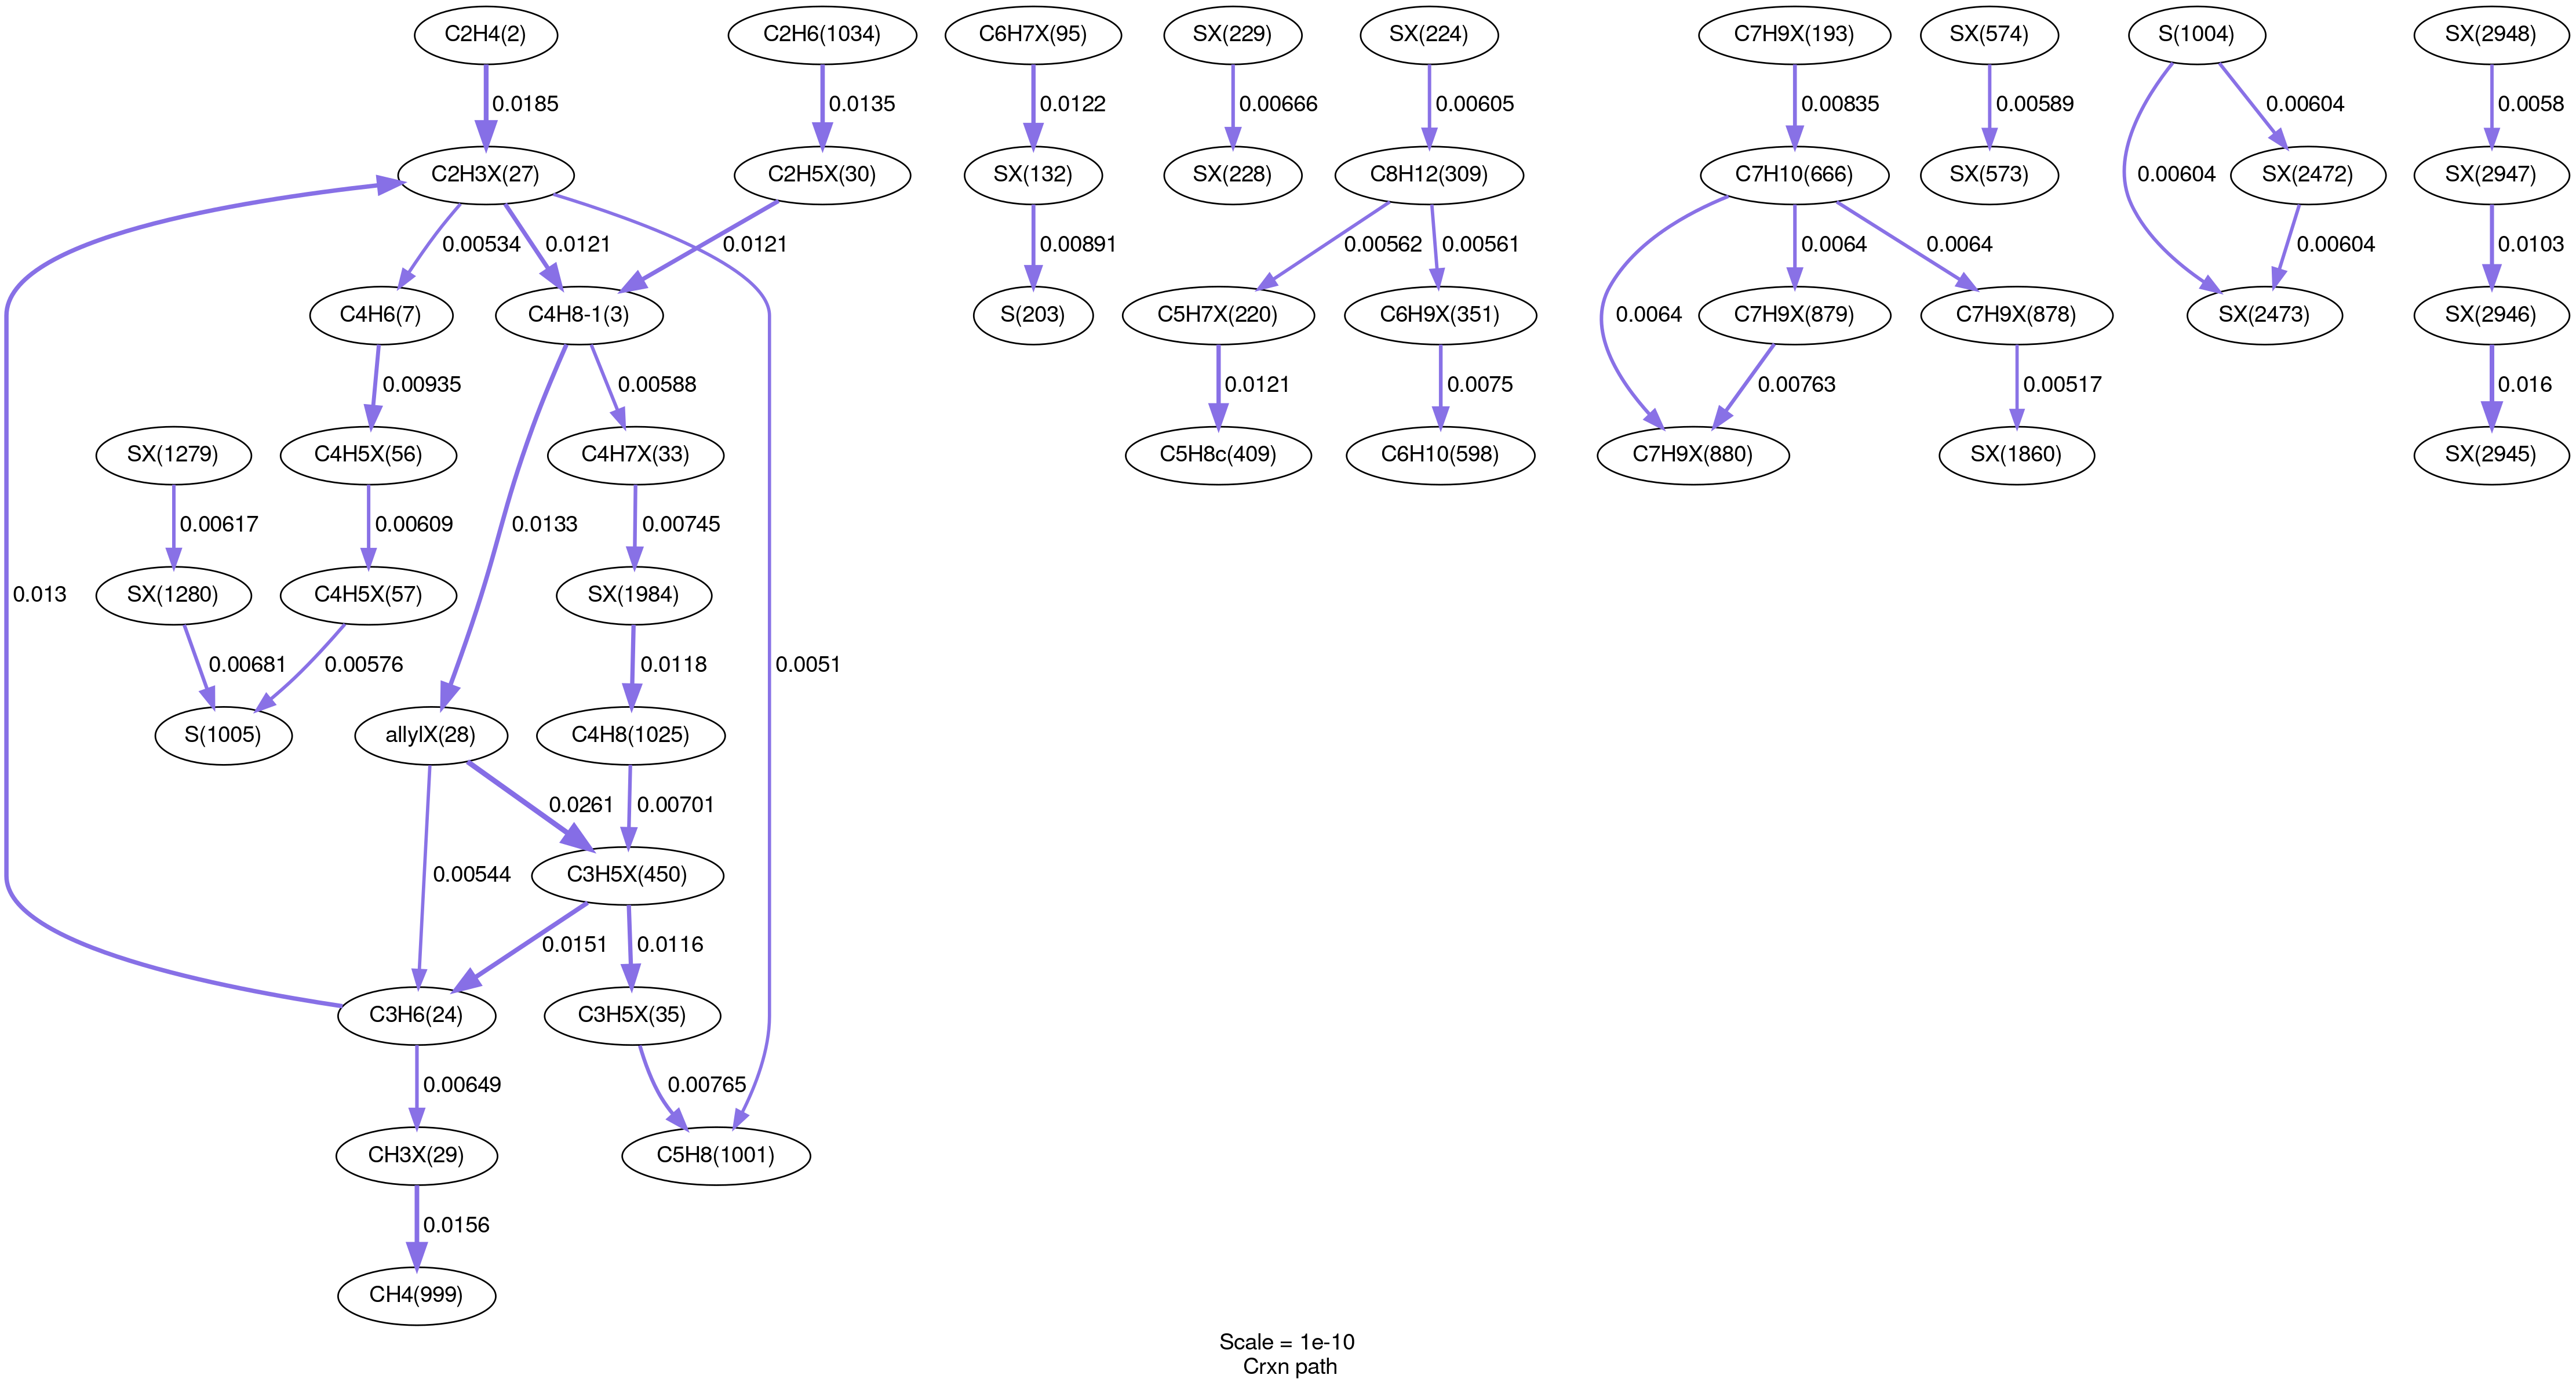 C2H4(2) C2H6(1034) C6H7X(95) SX(229) SX(224) C7H9X(193) SX(574) S(1004) SX(2948)
0.0185 0.0135 0.0122 0.00666 0.00605 0.00835 0.00589 0.00604 0.0058
C2H3X(27) C2H5X(30) SX(132) SX(228) C8H12(309) C7H10(666) SX(573) 0.00604 SX(2472) SX(2947)
0.00534 0.0121 0.0121 0.00891 0.00562 0.00561 0.0064 0.0064 0.00604 0.0103
C4H6(7) C4H8-1(3) S(203) C5H7X(220) C6H9X(351) 0.0064 C7H9X(879) C7H9X(878) SX(2473) SX(2946)
0.00935 0.00588 0.0121 0.0075 0.00763 0.00517 0.016
SX(1279) C4H5X(56) C4H7X(33) C5H8c(409) C6H10(598) C7H9X(880) SX(1860) SX(2945)
0.00617 0.00609 0.0133 0.00745
0.013 SX(1280) C4H5X(57) SX(1984)
0.00681 0.00576 0.0118 0.0051
S(1005) allylX(28) C4H8(1025)
0.0261 0.00701
0.00544 C3H5X(450)
0.0151 0.0116
C3H6(24) C3H5X(35)
0.00649 0.00765
CH3X(29) C5H8(1001)
0.0156
CH4(999)
Scale = 1e-10
Crxn path